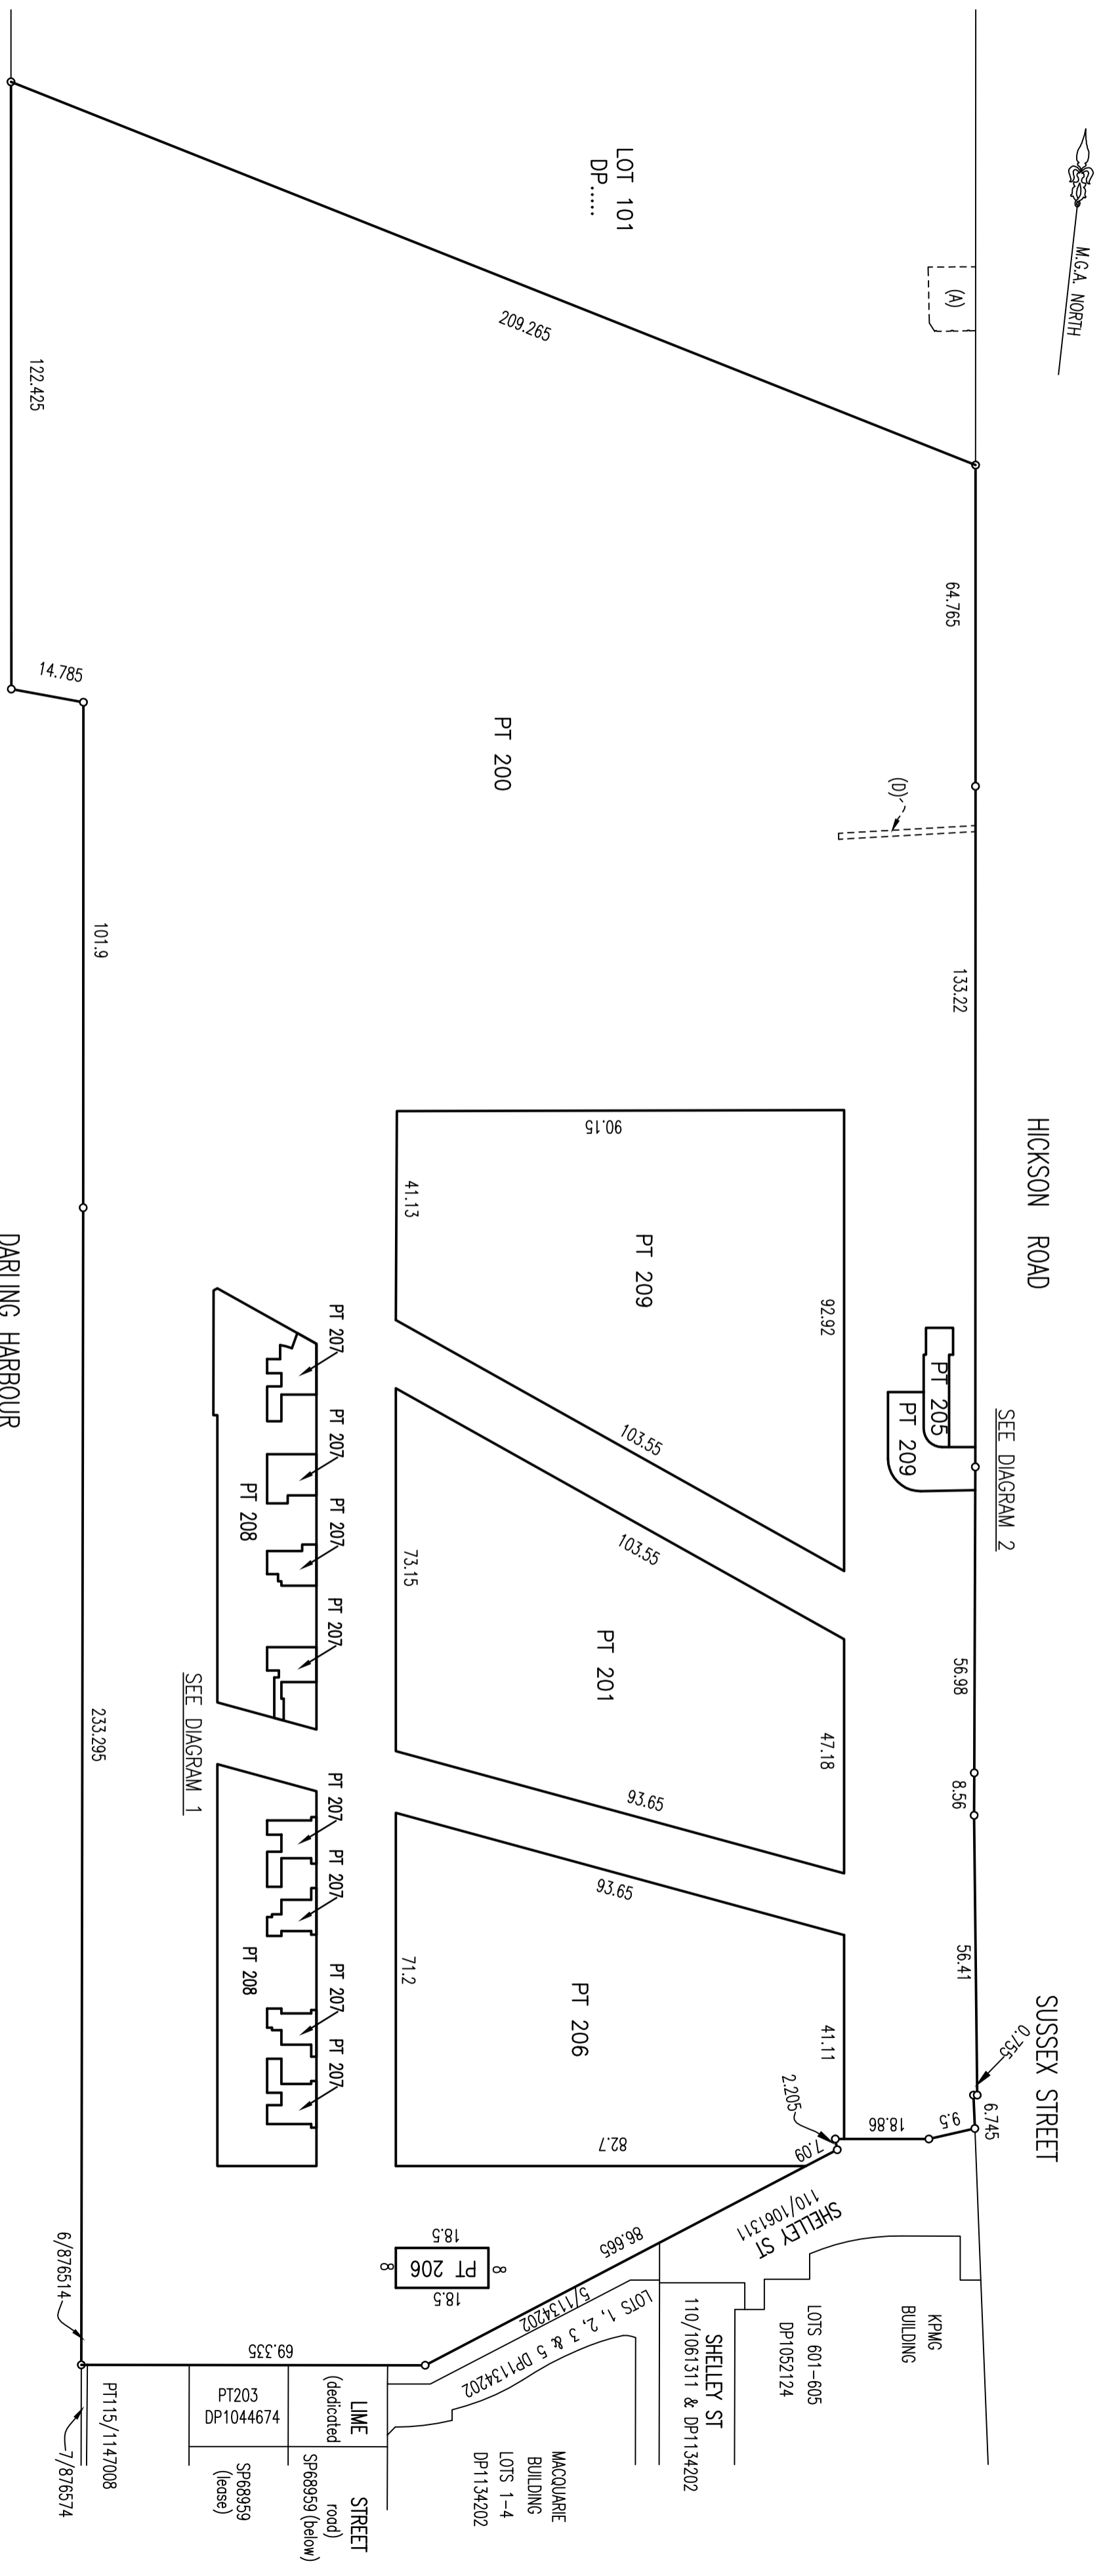 M.G.A. NORTH
(A)
LOT 101
DP.....
209.265
122.425
14.785
64.765
PT 200
(D)
133.22
101.9
HICKSON ROAD
DARLING HARBOUR
90.15
41.13
PT 209
92.92
103.55
PT 205
PT 209
SEE DIAGRAM 2
PT 207
PT 207
PT 207
PT 207
PT 208
SEE DIAGRAM 1
103.55
73.15
PT 201
47.18
93.65
56.98
8.56
56.41
233.295
PT 207
PT 207
PT 207
PT 207
PT 208
93.65
71.2
PT 206
41.11
82.7
SUSSEX STREET
0.755
6.745
9.5
18.86
2.205
7.09
86.665
SHELLEY ST
110/1061311
18.5
8
PT 206
8
18.5
5/1134202
LOTS 1, 2, 3 & 5 DP1134202
69.335
6/876514
7/876574
PT115/1147008
PT203
DP1044674
SP68959
(lease)
LIME STREET
(dedicated road)
SP68959 (below)
MACQUARIE
BUILDING
LOTS 1-4
DP1134202
SHELLEY ST
110/1061311 & DP1134202
LOTS 601-605
DP1052124
KPMG
BUILDING